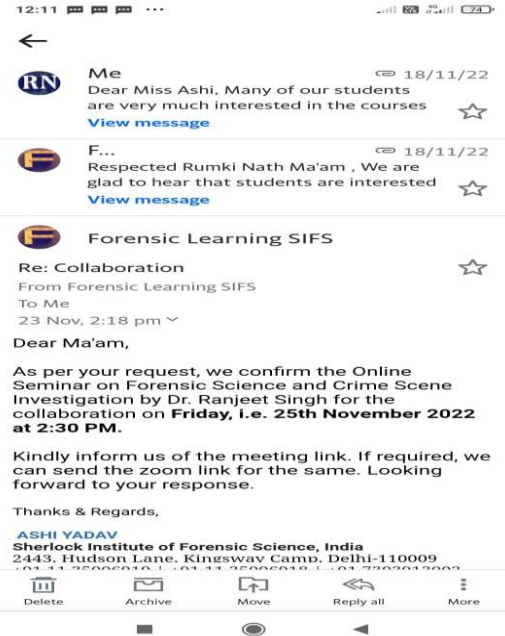 12:11
4G
74
RN
Me
18/11/22
Dear Miss Ashi, Many of our students
are very much interested in the courses
View message
F
F...
18/11/22
Respected Rumki Nath Ma'am , We are
glad to hear that students are interested
View message
F
Forensic Learning SIFS
Re: Collaboration
From Forensic Learning SIFS
To Me
23 Nov, 2:18 pm
Dear Ma'am,
As per your request, we confirm the Online
Seminar on Forensic Science and Crime Scene
Investigation by Dr. Ranjeet Singh for the
collaboration on Friday, i.e. 25th November 2022
at 2:30 PM.
Kindly inform us of the meeting link. If required, we
can send the zoom link for the same. Looking
forward to your response.
Thanks & Regards,
ASHI YADAV
Sherlock Institute of Forensic Science, India
2443, Hudson Lane, Kingsway Camp, Delhi-110009
Delete
Archive
Move
Reply all
More